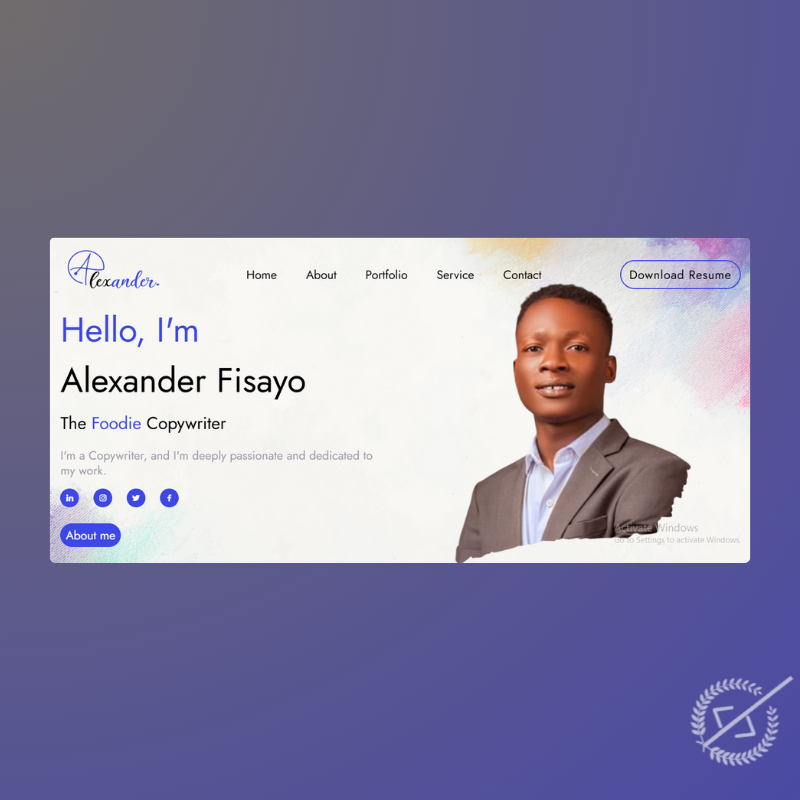 Alexander.
Home About Portfolio Service Contact
Download Resume
Hello, I'm
Alexander Fisayo
The Foodie Copywriter
I'm a Copywriter, and I'm deeply passionate and dedicated to
my work.
About me
Activate Windows
Go to Settings to activate Windows.